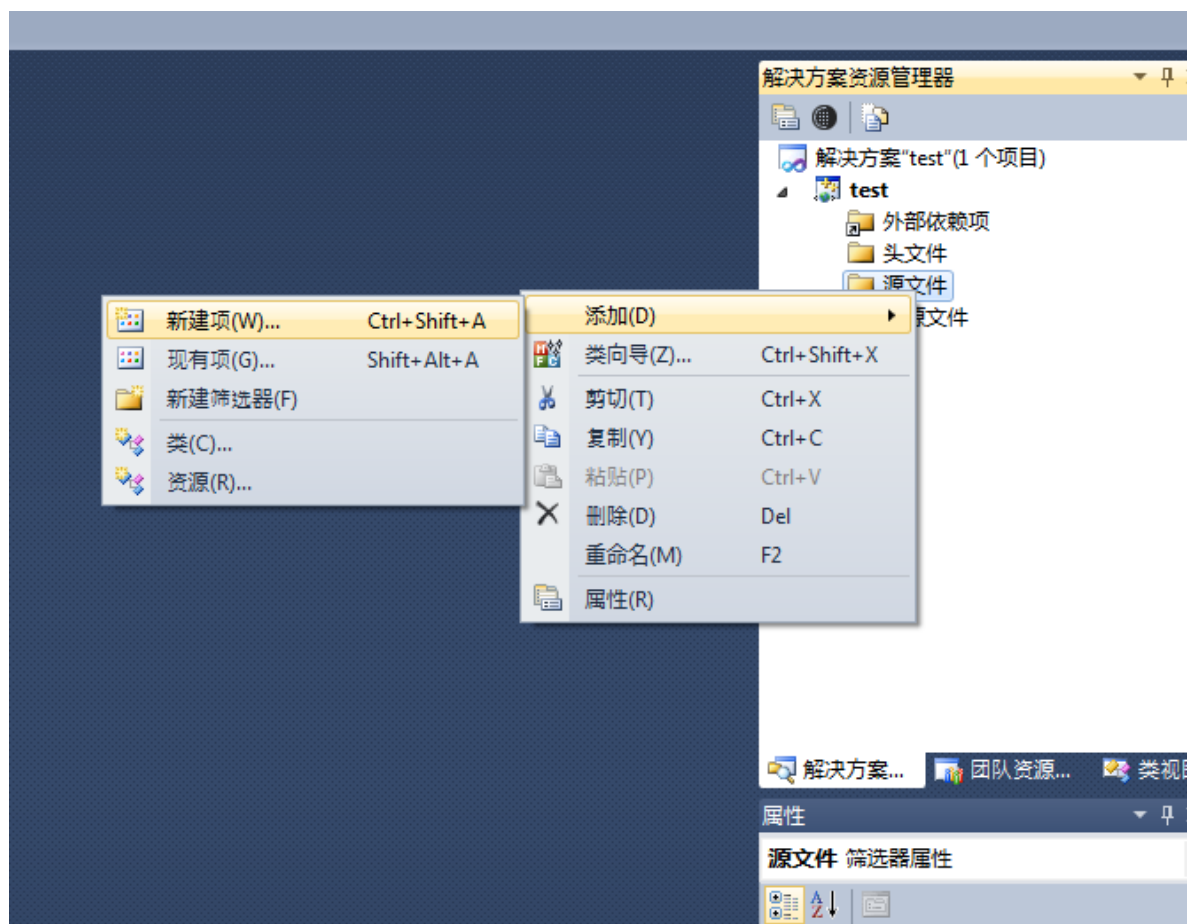 解决方案资源管理器
解决方案"test"(1 个项目)
test
外部依赖项
头文件
源文件
源文件
添加(D)
类向导(Z)... Ctrl+Shift+X
剪切(T) Ctrl+X
复制(Y) Ctrl+C
粘贴(P) Ctrl+V
删除(D) Del
重命名(M) F2
属性(R)
新建项(W)... Ctrl+Shift+A
现有项(G)... Shift+Alt+A
新建筛选器(F)
类(C)...
资源(R)...
解决方案... 团队资源... 类视
属性
源文件 筛选器属性